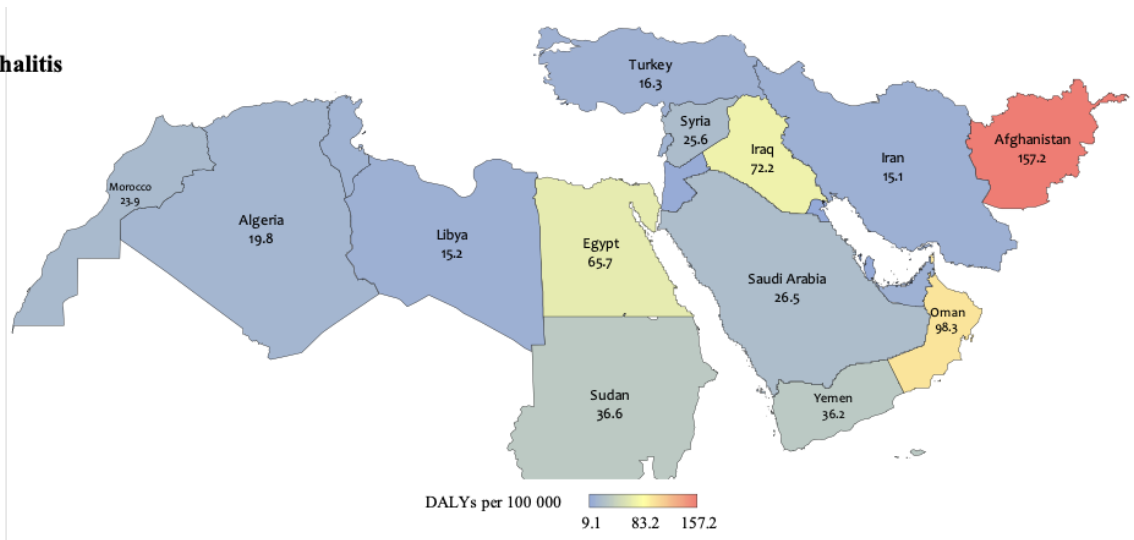 halitis
Turkey
16.3
Syria
25.6
Iraq
72.2
Iran
15.1
Afghanistan
157.2
Morocco
23.9
Algeria
19.8
Libya
15.2
Egypt
65.7
Saudi Arabia
26.5
Oman
98.3
Sudan
36.6
Yemen
36.2
DALYs per 100 000
9.1 83.2 157.2